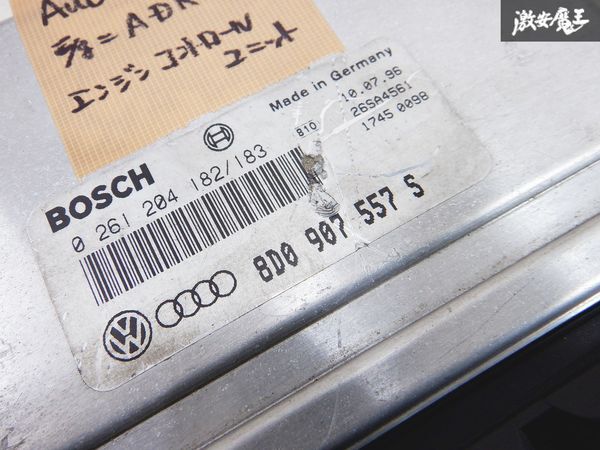 激安魔王
エンジンコントロール
ユニット
Made in Germany
BOSCH
810
10.07.96
26SA4561
1745 0098
0 261 204 182/183
8D0 907 557 S